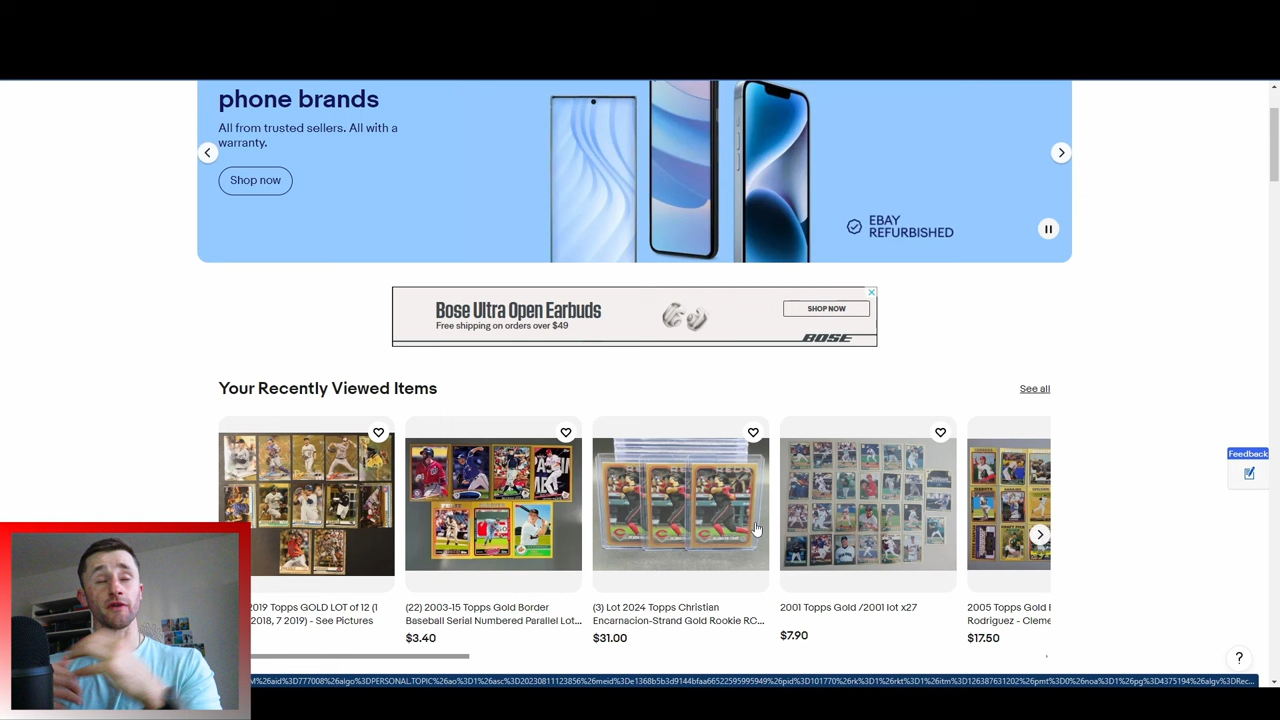 phone brands
All from trusted sellers. All with a
warranty.
Shop now
EBAY
REFURBISHED
Bose Ultra Open Earbuds
Free shipping on orders over $49
SHOP NOW
BOSE
Your Recently Viewed Items
See all
Feedback
2019 Topps GOLD LOT of 12 (1
2018, 7 2019) - See Pictures
(22) 2003-15 Topps Gold Border
Baseball Serial Numbered Parallel Lot...
$3.40
(3) Lot 2024 Topps Christian
Encarnacion-Strand Gold Rookie RC...
$31.00
2001 Topps Gold /2001 lot x27
$7.90
2005 Topps Gold
Rodriguez - Cleme
$17.50
?